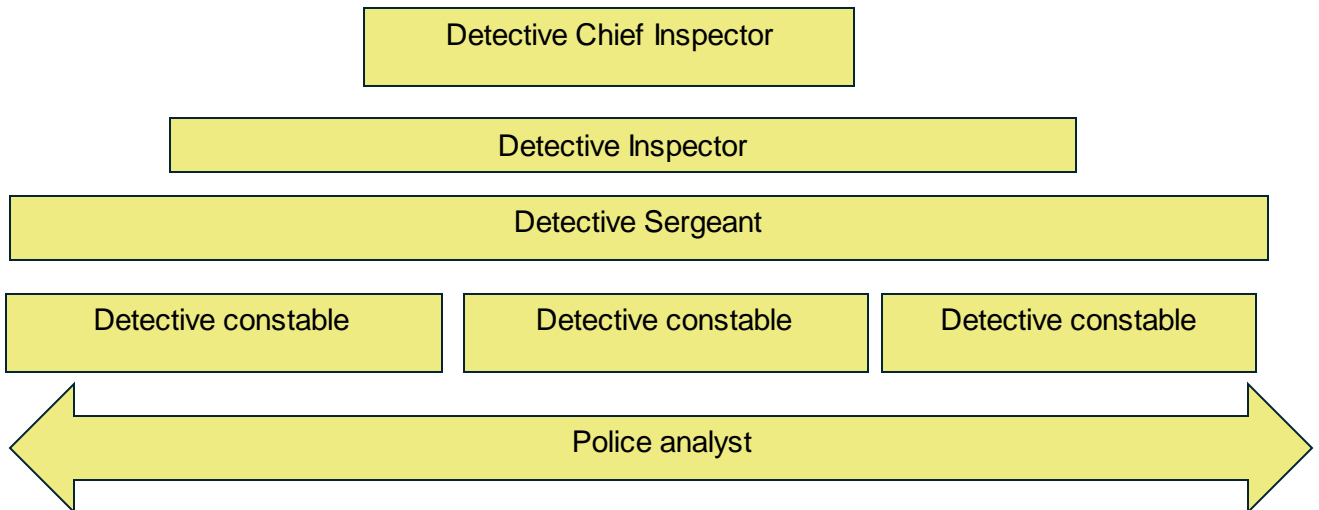 Detective Chief Inspector
Detective Inspector
Detective Sergeant
Detective constable
Detective constable
Detective constable
Police analyst